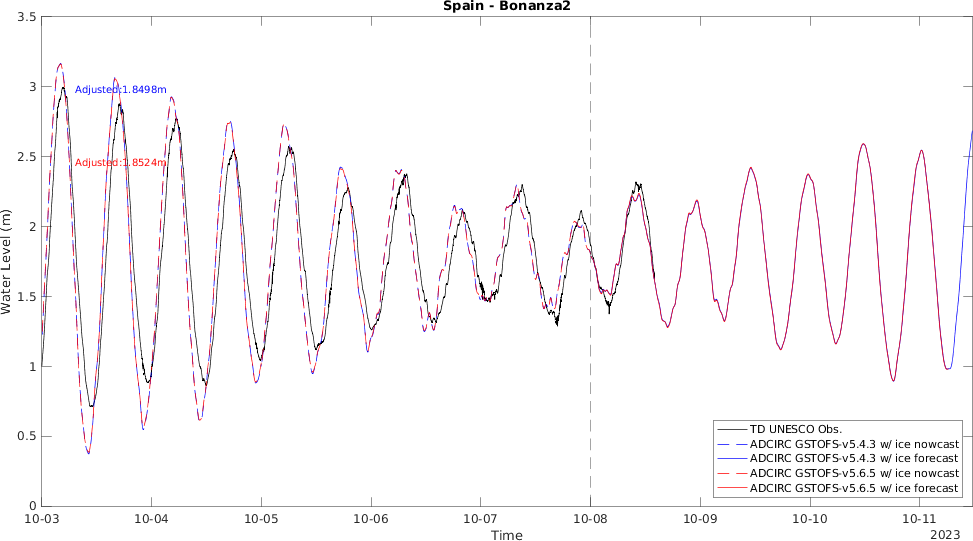 Spain - Bonanza2
3.5
3
2.5
2
1.5
1
0.5
0
Water Level (m)
Adjusted:1.8498m
Adjusted:1.8524m
TD UNESCO Obs.
ADCIRC GSTOFS-v5.4.3 w/ ice nowcast
ADCIRC GSTOFS-v5.4.3 w/ ice forecast
ADCIRC GSTOFS-v5.6.5 w/ ice nowcast
ADCIRC GSTOFS-v5.6.5 w/ ice forecast
10-03 10-04 10-05 10-06 10-07 10-08 10-09 10-10 10-11
Time
2023